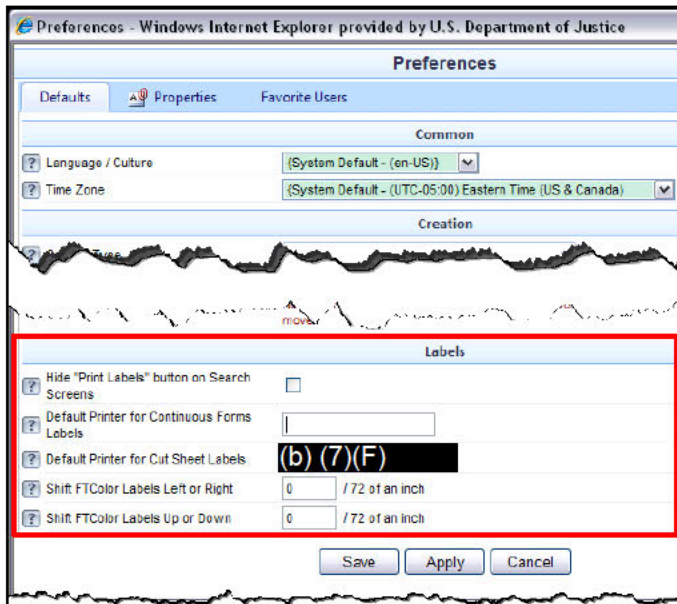 Preferences - Windows Internet Explorer provided by U.S. Department of Justice
Preferences
Defaults Properties Favorite Users
Common
? Language / Culture {System Default - (en-US)}
? Time Zone {System Default - (UTC-05:00) Eastern Time (US & Canada)
Creation
move
Labels
? Hide "Print Labels" button on Search
Screens
? Default Printer for Continuous Forms
Labels
? Default Printer for Cut Sheet Labels (b) (7)(F)
? Shift FTColor Labels Left or Right 0 / 72 of an inch
? Shift FTColor Labels Up or Down 0 / 72 of an inch
Save Apply Cancel